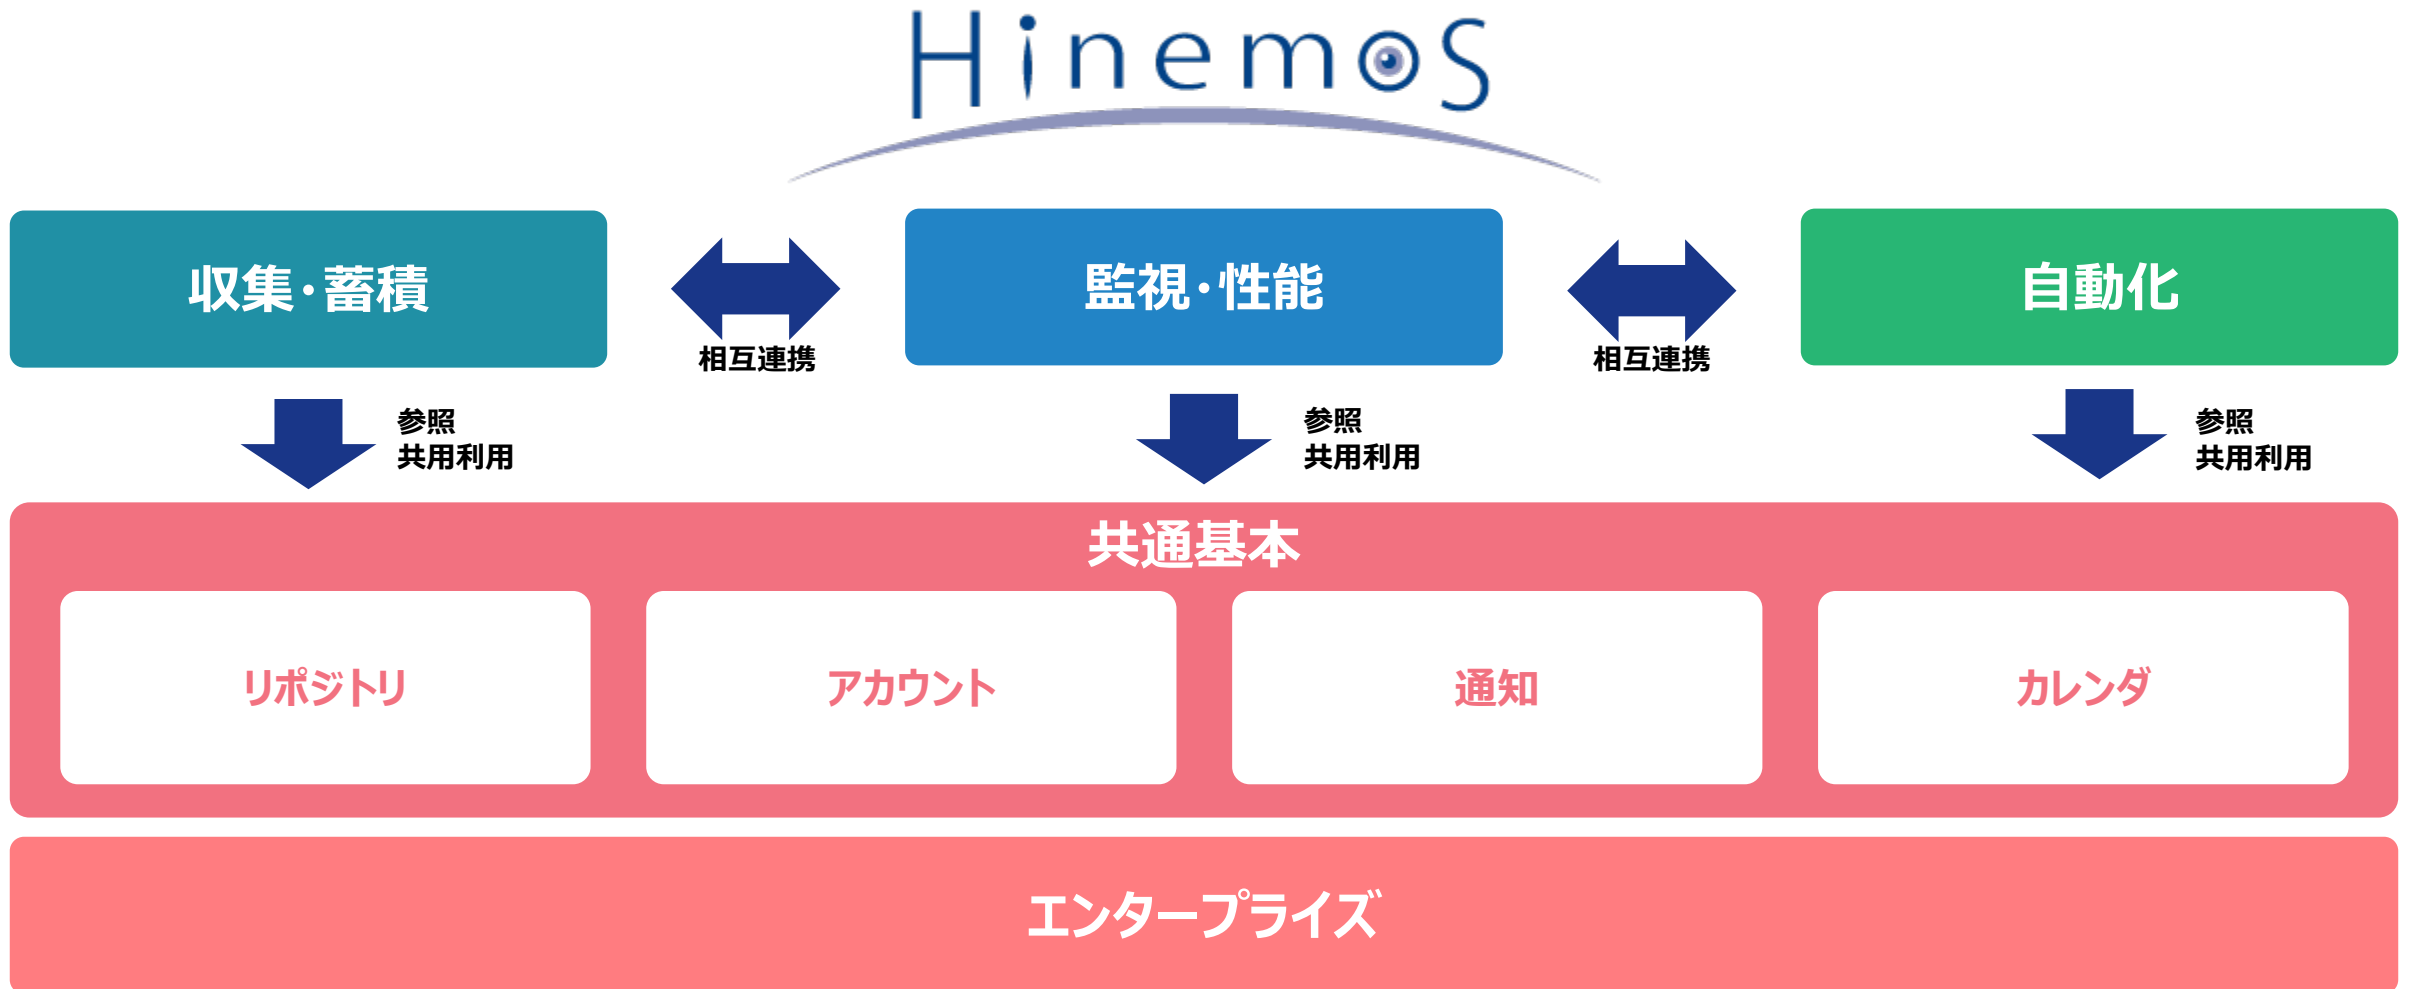 Hinemos
収集・蓄積
監視・性能
自動化
相互連携
相互連携
参照
共用利用
参照
共用利用
参照
共用利用
共通基本
リポジトリ
アカウント
通知
カレンダ
エンタープライズ